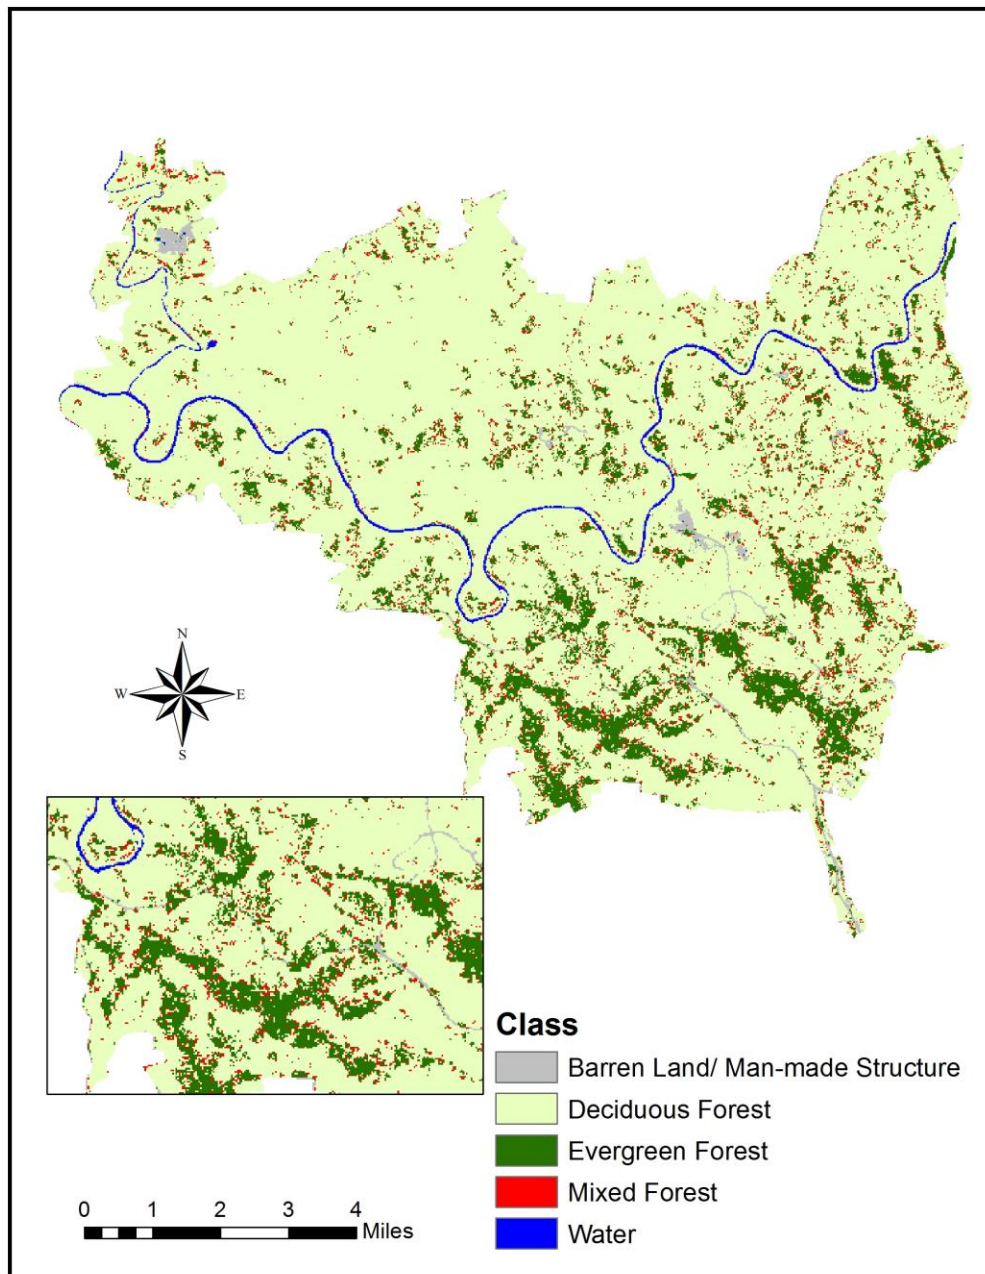 N
W E
S
Class
Barren Land/ Man-made Structure
Deciduous Forest
Evergreen Forest
Mixed Forest
Water
0 1 2 3 4
Miles